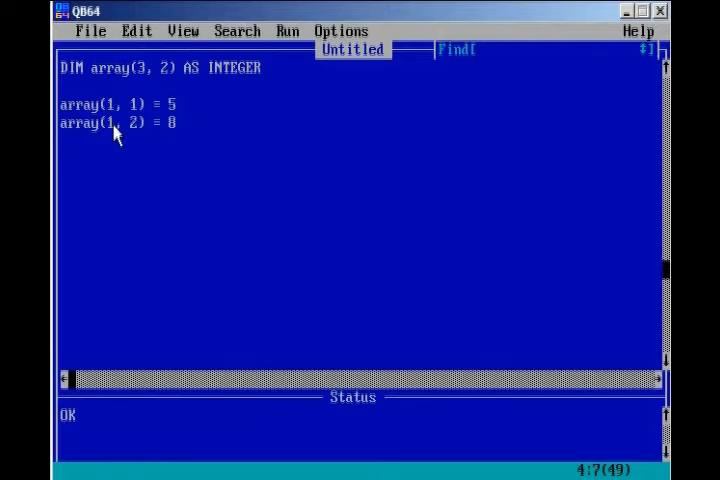 QB64
File Edit View Search Run Options Help
Untitled Find[ ↕]
DIM array(3, 2) AS INTEGER
array(1, 1) = 5
array(1, 2) = 8
Status
OK
4:7(49)